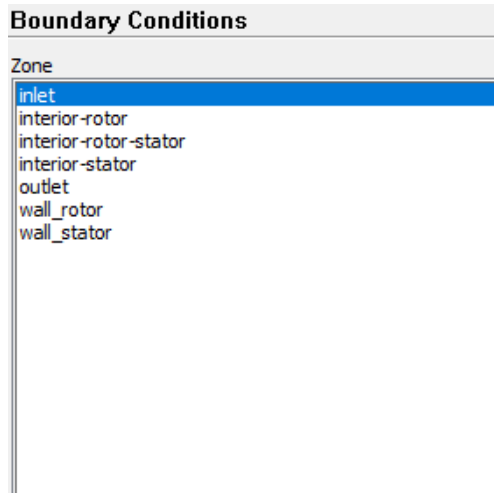 Boundary Conditions
Zone
inlet
interior-rotor
interior-rotor-stator
interior-stator
outlet
wall_rotor
wall_stator